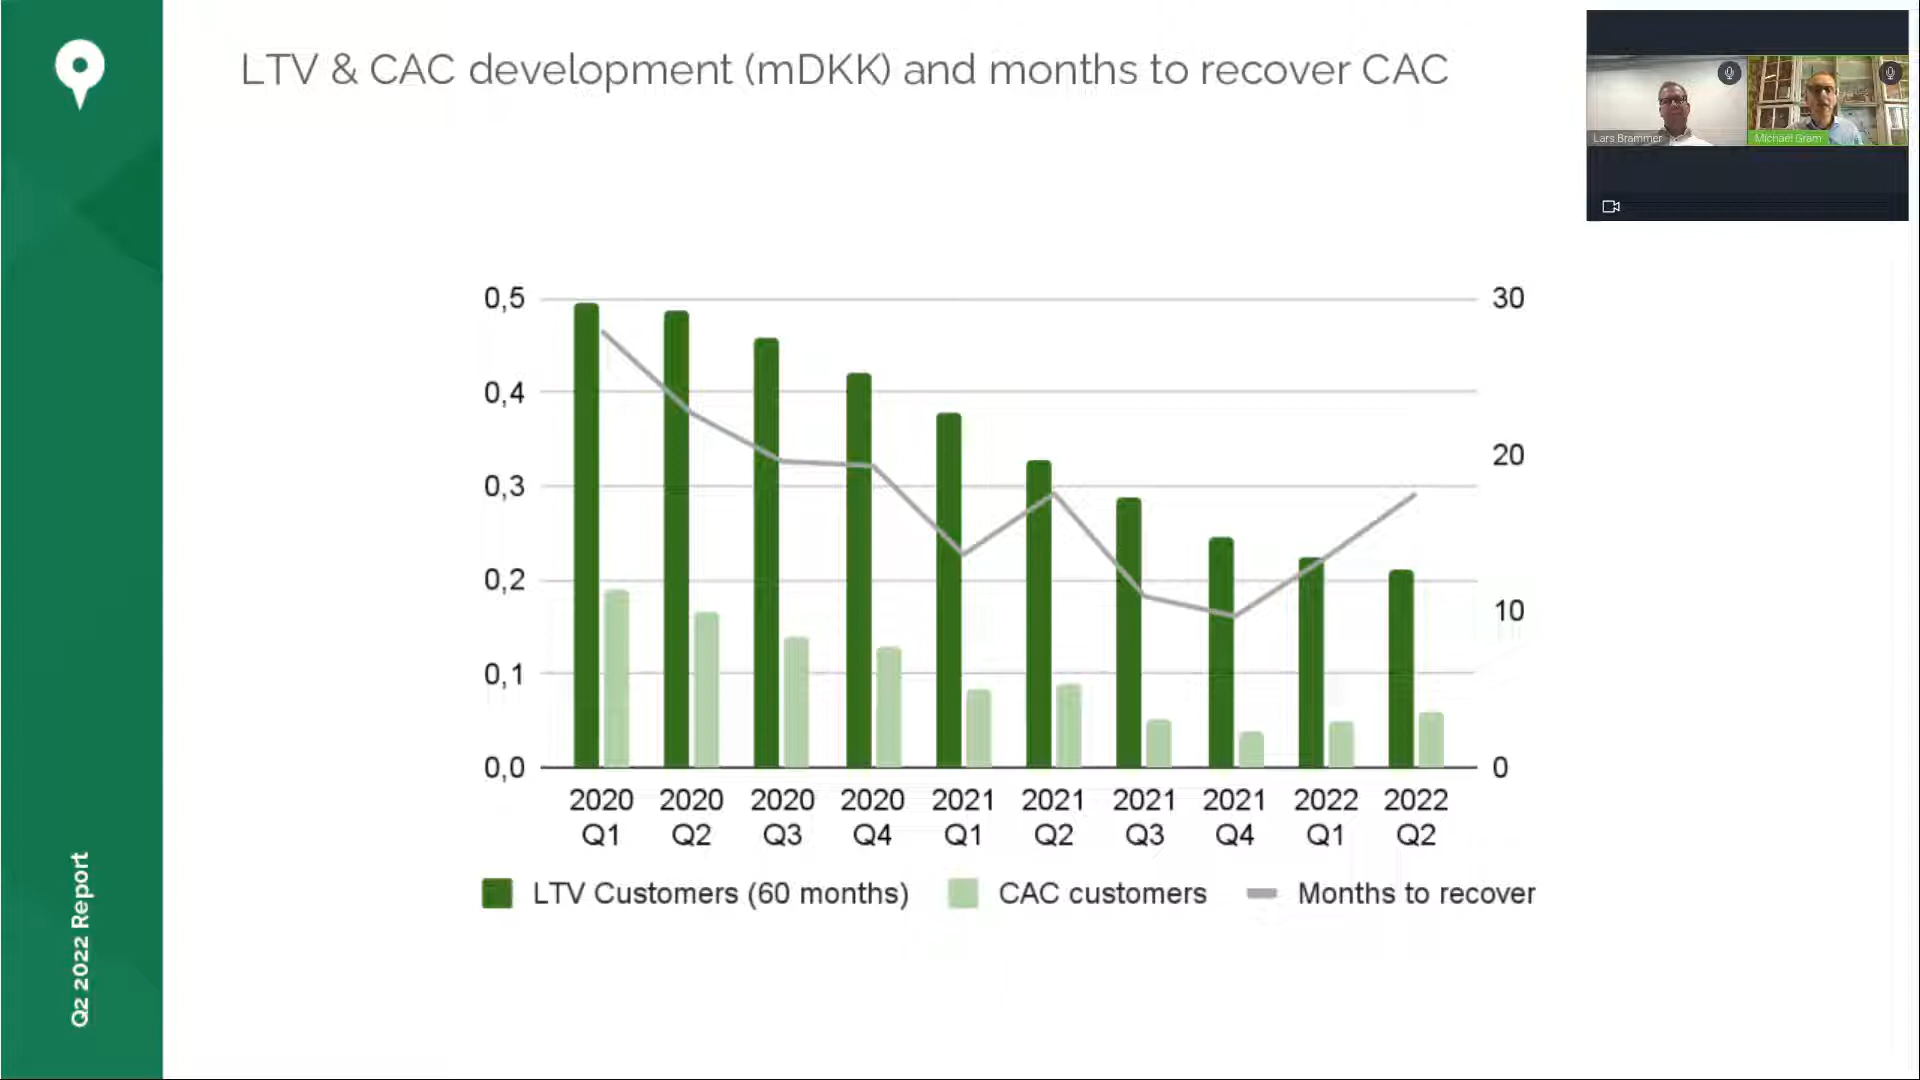 LTV & CAC development (mDKK) and months to recover CAC
Lars Brammer
Michael Gram
0,5
0,4
0,3
0,2
0,1
0,0
30
20
10
0
2020 2020 2020 2020 2021 2021 2021 2021 2022 2022
Q1 Q2 Q3 Q4 Q1 Q2 Q3 Q4 Q1 Q2
LTV Customers (60 months) CAC customers Months to recover
Q2 2022 Report